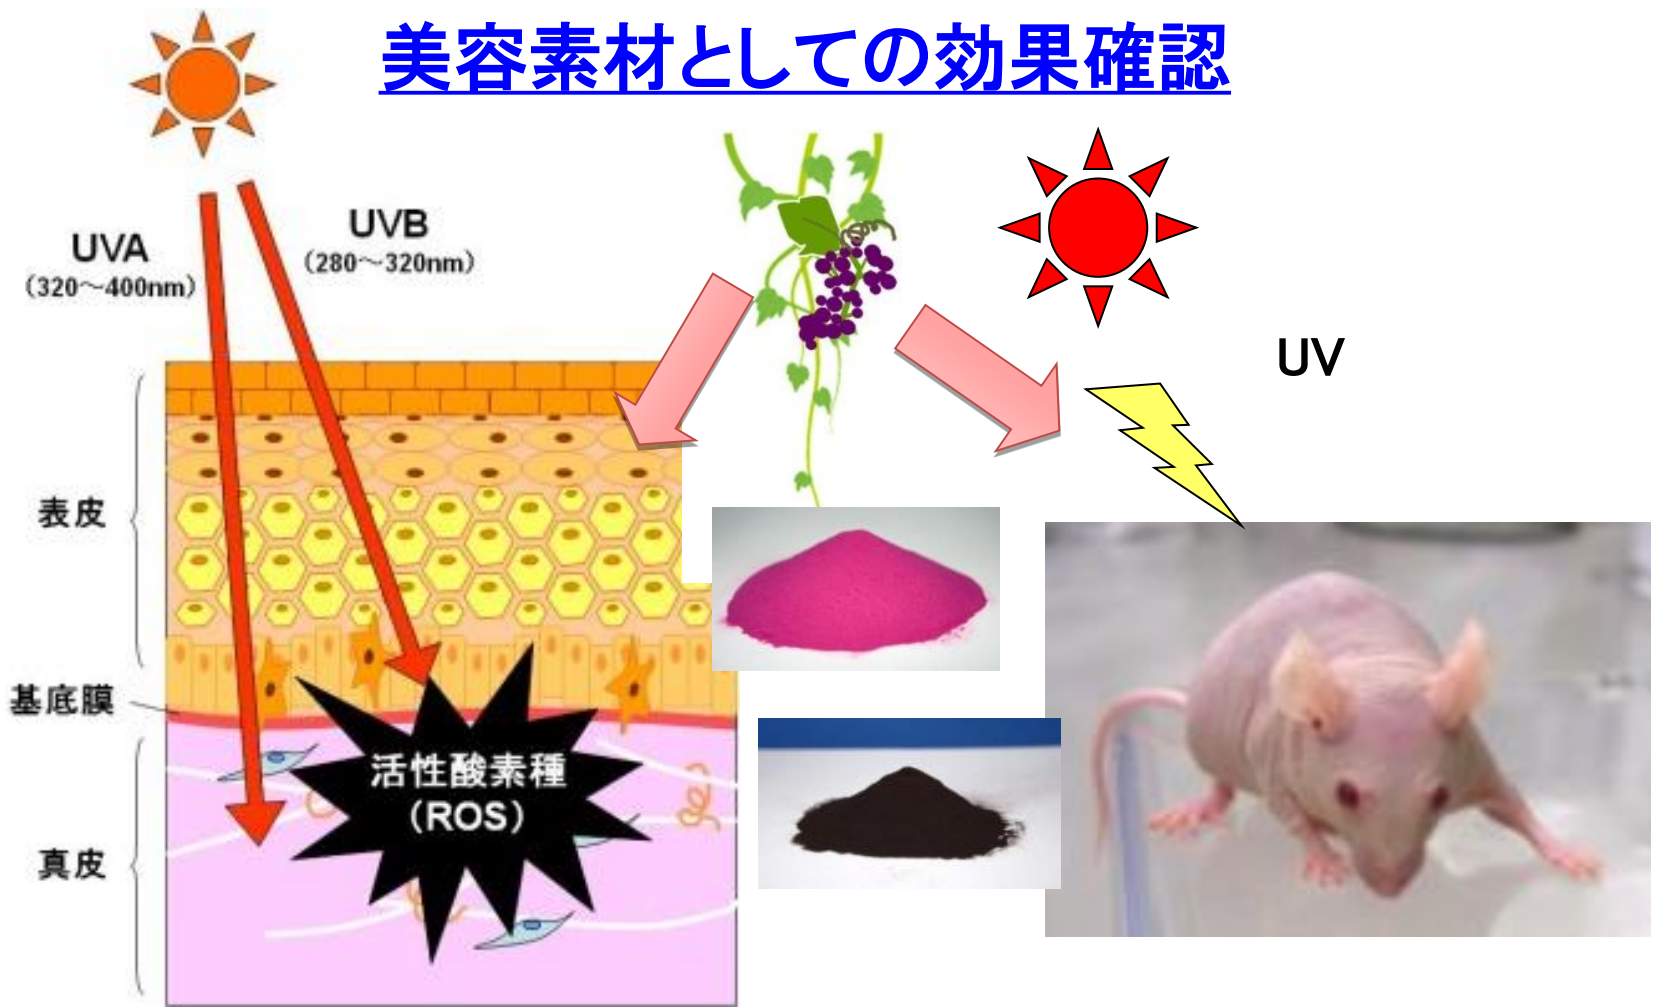 美容素材としての効果確認
UVA
（320～400nm）
UVB
（280～320nm）
UV
表皮
基底膜
真皮
活性酸素種
（ROS）